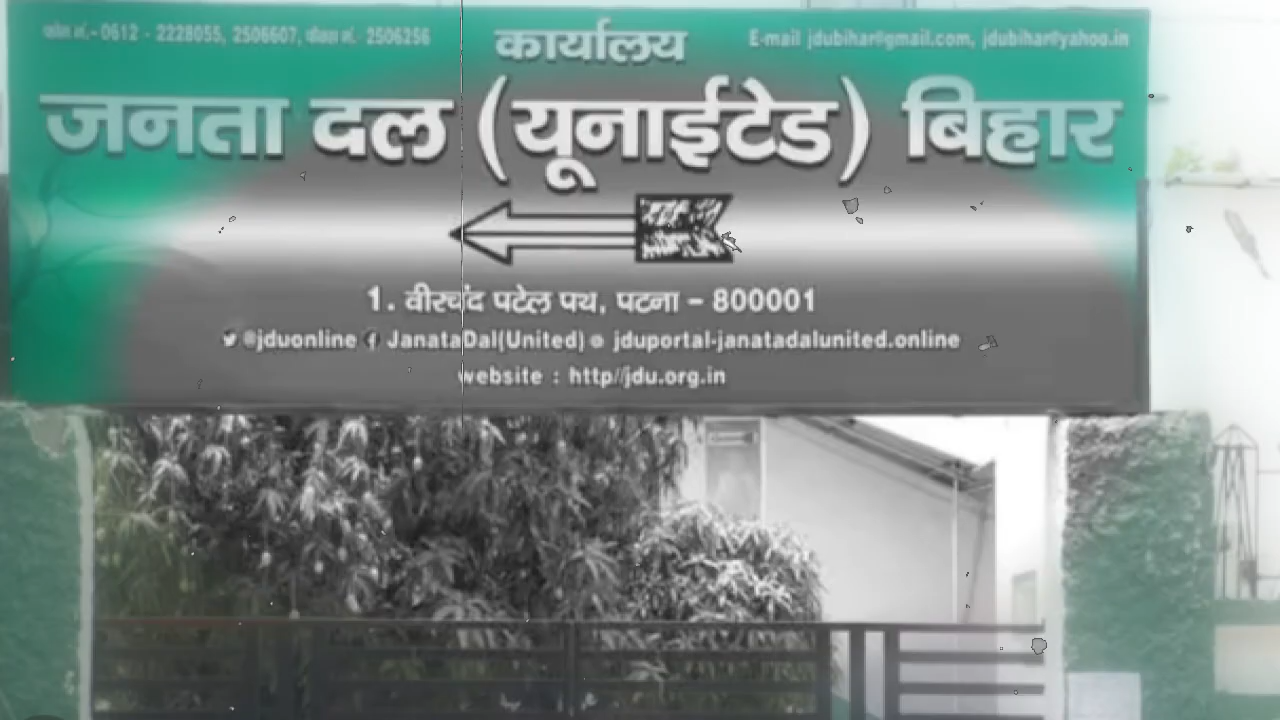 फोन नं.- 0612 - 2228055, 2506607, फैक्स नं. 2506256
कार्यालय
E-mail jdubihar@gmail.com, jdubihar@yahoo.in
जनता दल (यूनाईटेड) बिहार
1. वीरचंद पटेल पथ, पटना - 800001
@jduonline JanataDal(United) jduportal-janatadalunited.online
website : http//jdu.org.in